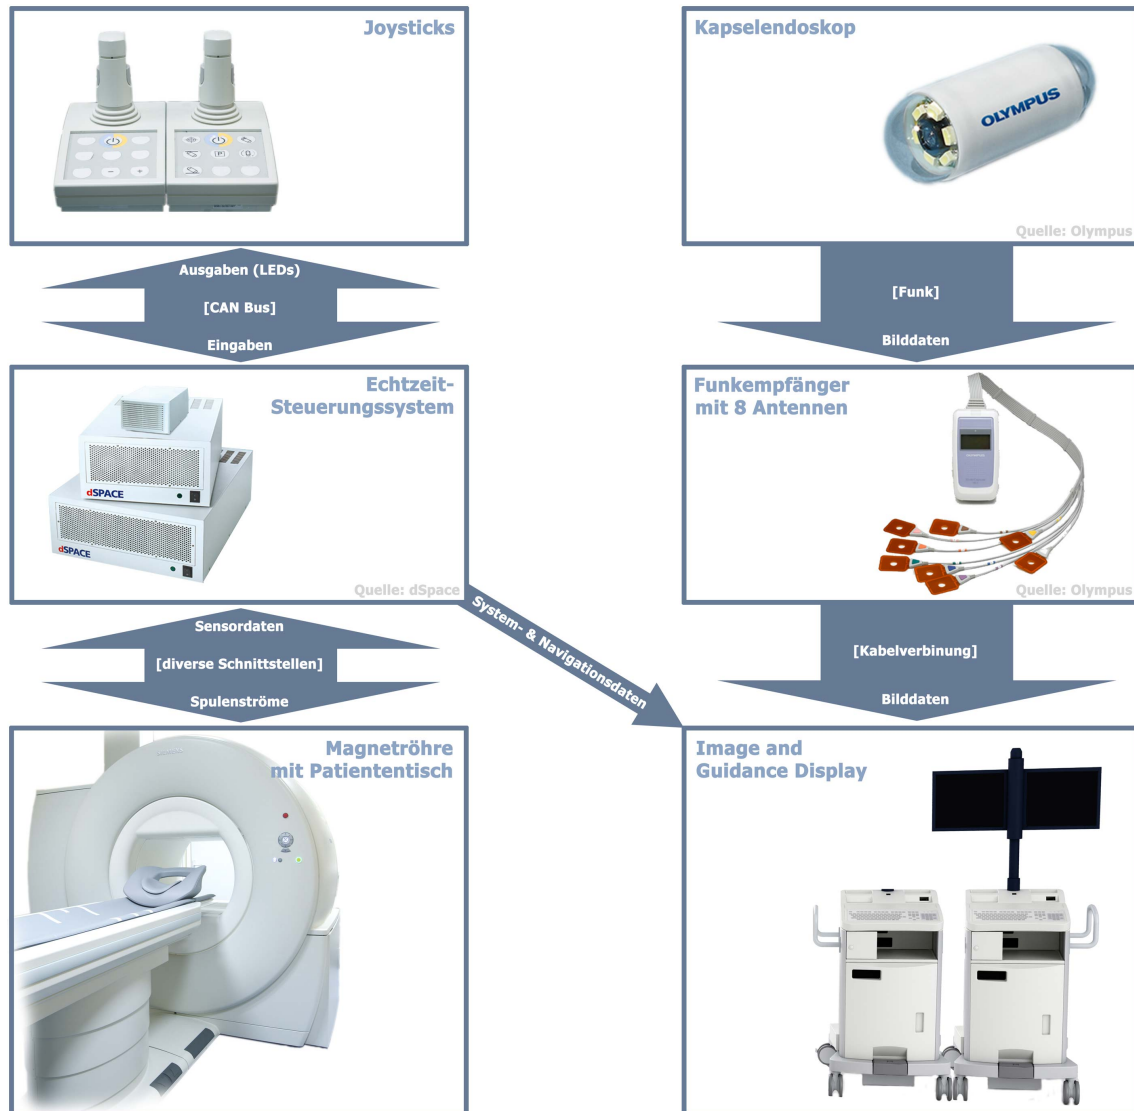 Joysticks
Ausgaben (LEDs)
[CAN Bus]
Eingaben
Echtzeit-
Steuerungssystem
dSPACE
dSPACE
Quelle: dSpace
Sensordaten
[diverse Schnittstellen]
Spulenströme
Magnetröhre
mit Patiententisch
System- & Navigationsdaten
Kapselendoskop
OLYMPUS
Quelle: Olympus
[Funk]
Bilddaten
Funkempfänger
mit 8 Antennen
Quelle: Olympus
[Kabelverbinung]
Bilddaten
Image and
Guidance Display